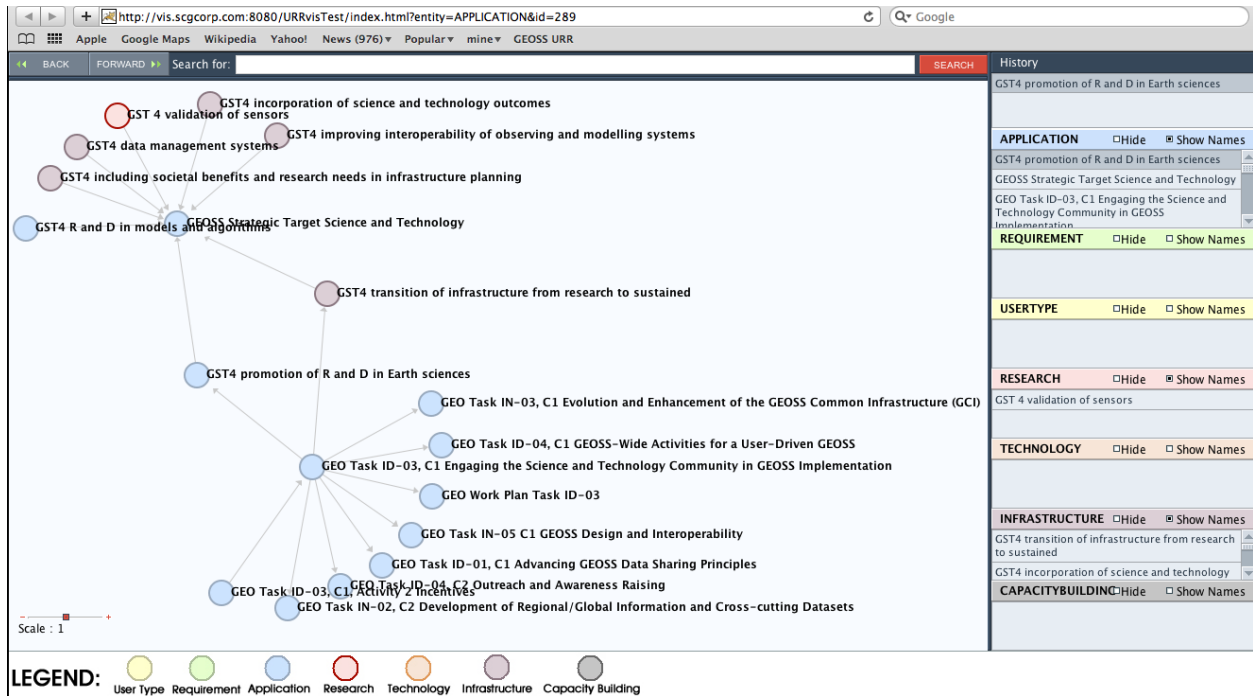 http://vis.scgcorp.com:8080/URRvisTest/index.html?entity=APPLICATION&id=289
Google
Apple Google Maps Wikipedia Yahoo! News (976) Popular mine GEOSS URR
BACK FORWARD Search for: SEARCH
GST4 incorporation of science and technology outcomes
GST 4 validation of sensors
GST4 improving interoperability of observing and modelling systems
GST4 data management systems
GST4 including societal benefits and research needs in infrastructure planning
GEOSS Strategic Target Science and Technology
GST4 R and D in models and algorithms
GST4 transition of infrastructure from research to sustained
GST4 promotion of R and D in Earth sciences
GEO Task IN-03, C1 Evolution and Enhancement of the GEOSS Common Infrastructure (GCI)
GEO Task ID-04, C1 GEOSS-Wide Activities for a User-Driven GEOSS
GEO Task ID-03, C1 Engaging the Science and Technology Community in GEOSS Implementation
GEO Work Plan Task ID-03
GEO Task IN-05 C1 GEOSS Design and Interoperability
GEO Task ID-01, C1 Advancing GEOSS Data Sharing Principles
GEO Task ID-04, C2 Outreach and Awareness Raising
GEO Task ID-03, C1, Activity 2 Incentives
GEO Task IN-02, C2 Development of Regional/Global Information and Cross-cutting Datasets
Scale : 1
History
GST4 promotion of R and D in Earth sciences
APPLICATION Hide Show Names
GST4 promotion of R and D in Earth sciences
GEOSS Strategic Target Science and Technology
GEO Task ID-03, C1 Engaging the Science and
Technology Community in GEOSS
Implementation
REQUIREMENT Hide Show Names
USERTYPE Hide Show Names
RESEARCH Hide Show Names
GST 4 validation of sensors
TECHNOLOGY Hide Show Names
INFRASTRUCTURE Hide Show Names
GST4 transition of infrastructure from research
to sustained
GST4 incorporation of science and technology
CAPACITYBUILDING Hide Show Names
LEGEND: User Type Requirement Application Research Technology Infrastructure Capacity Building